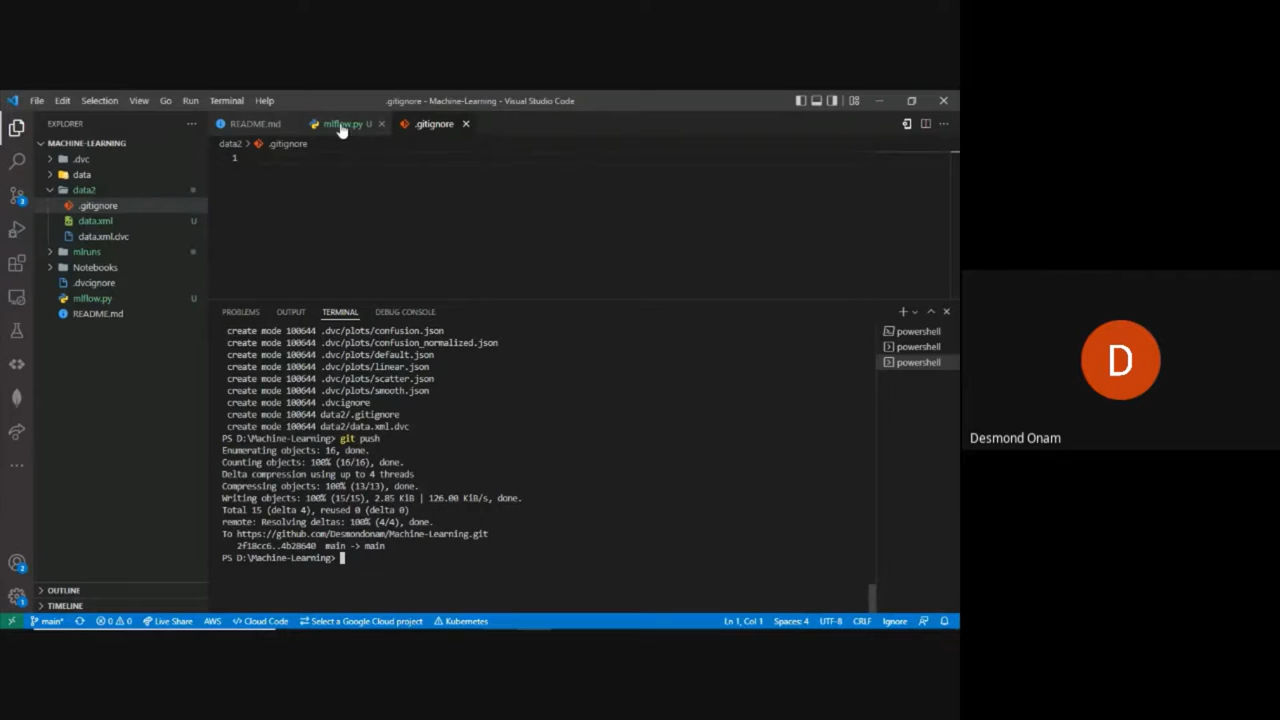 File Edit Selection View Go Run Terminal Help
.gitignore - Machine-Learning - Visual Studio Code
EXPLORER
MACHINE-LEARNING
.dvc
data
data2
.gitignore
data.xml U
data.xml.dvc
mlruns
Notebooks
.dvcignore
mlflow.py U
README.md
OUTLINE
TIMELINE
README.md mlflow.py U .gitignore
data2 > .gitignore
1
PROBLEMS OUTPUT TERMINAL DEBUG CONSOLE
create mode 100644 .dvc/plots/confusion.json
create mode 100644 .dvc/plots/confusion_normalized.json
create mode 100644 .dvc/plots/default.json
create mode 100644 .dvc/plots/linear.json
create mode 100644 .dvc/plots/scatter.json
create mode 100644 .dvc/plots/smooth.json
create mode 100644 .dvcignore
create mode 100644 data2/.gitignore
create mode 100644 data2/data.xml.dvc
PS D:\Machine-Learning> git push
Enumerating objects: 16, done.
Counting objects: 100% (16/16), done.
Delta compression using up to 4 threads
Compressing objects: 100% (13/13), done.
Writing objects: 100% (15/15), 2.85 KiB | 126.00 KiB/s, done.
Total 15 (delta 4), reused 0 (delta 0)
remote: Resolving deltas: 100% (4/4), done.
To https://github.com/Desmondonam/Machine-Learning.git
2f18cc6..4b28640 main -> main
PS D:\Machine-Learning>
powershell
powershell
powershell
main* 0 0 Live Share AWS Cloud Code Select a Google Cloud project Kubernetes
Ln 1, Col 1 Spaces: 4 UTF-8 CRLF Ignore
D
Desmond Onam